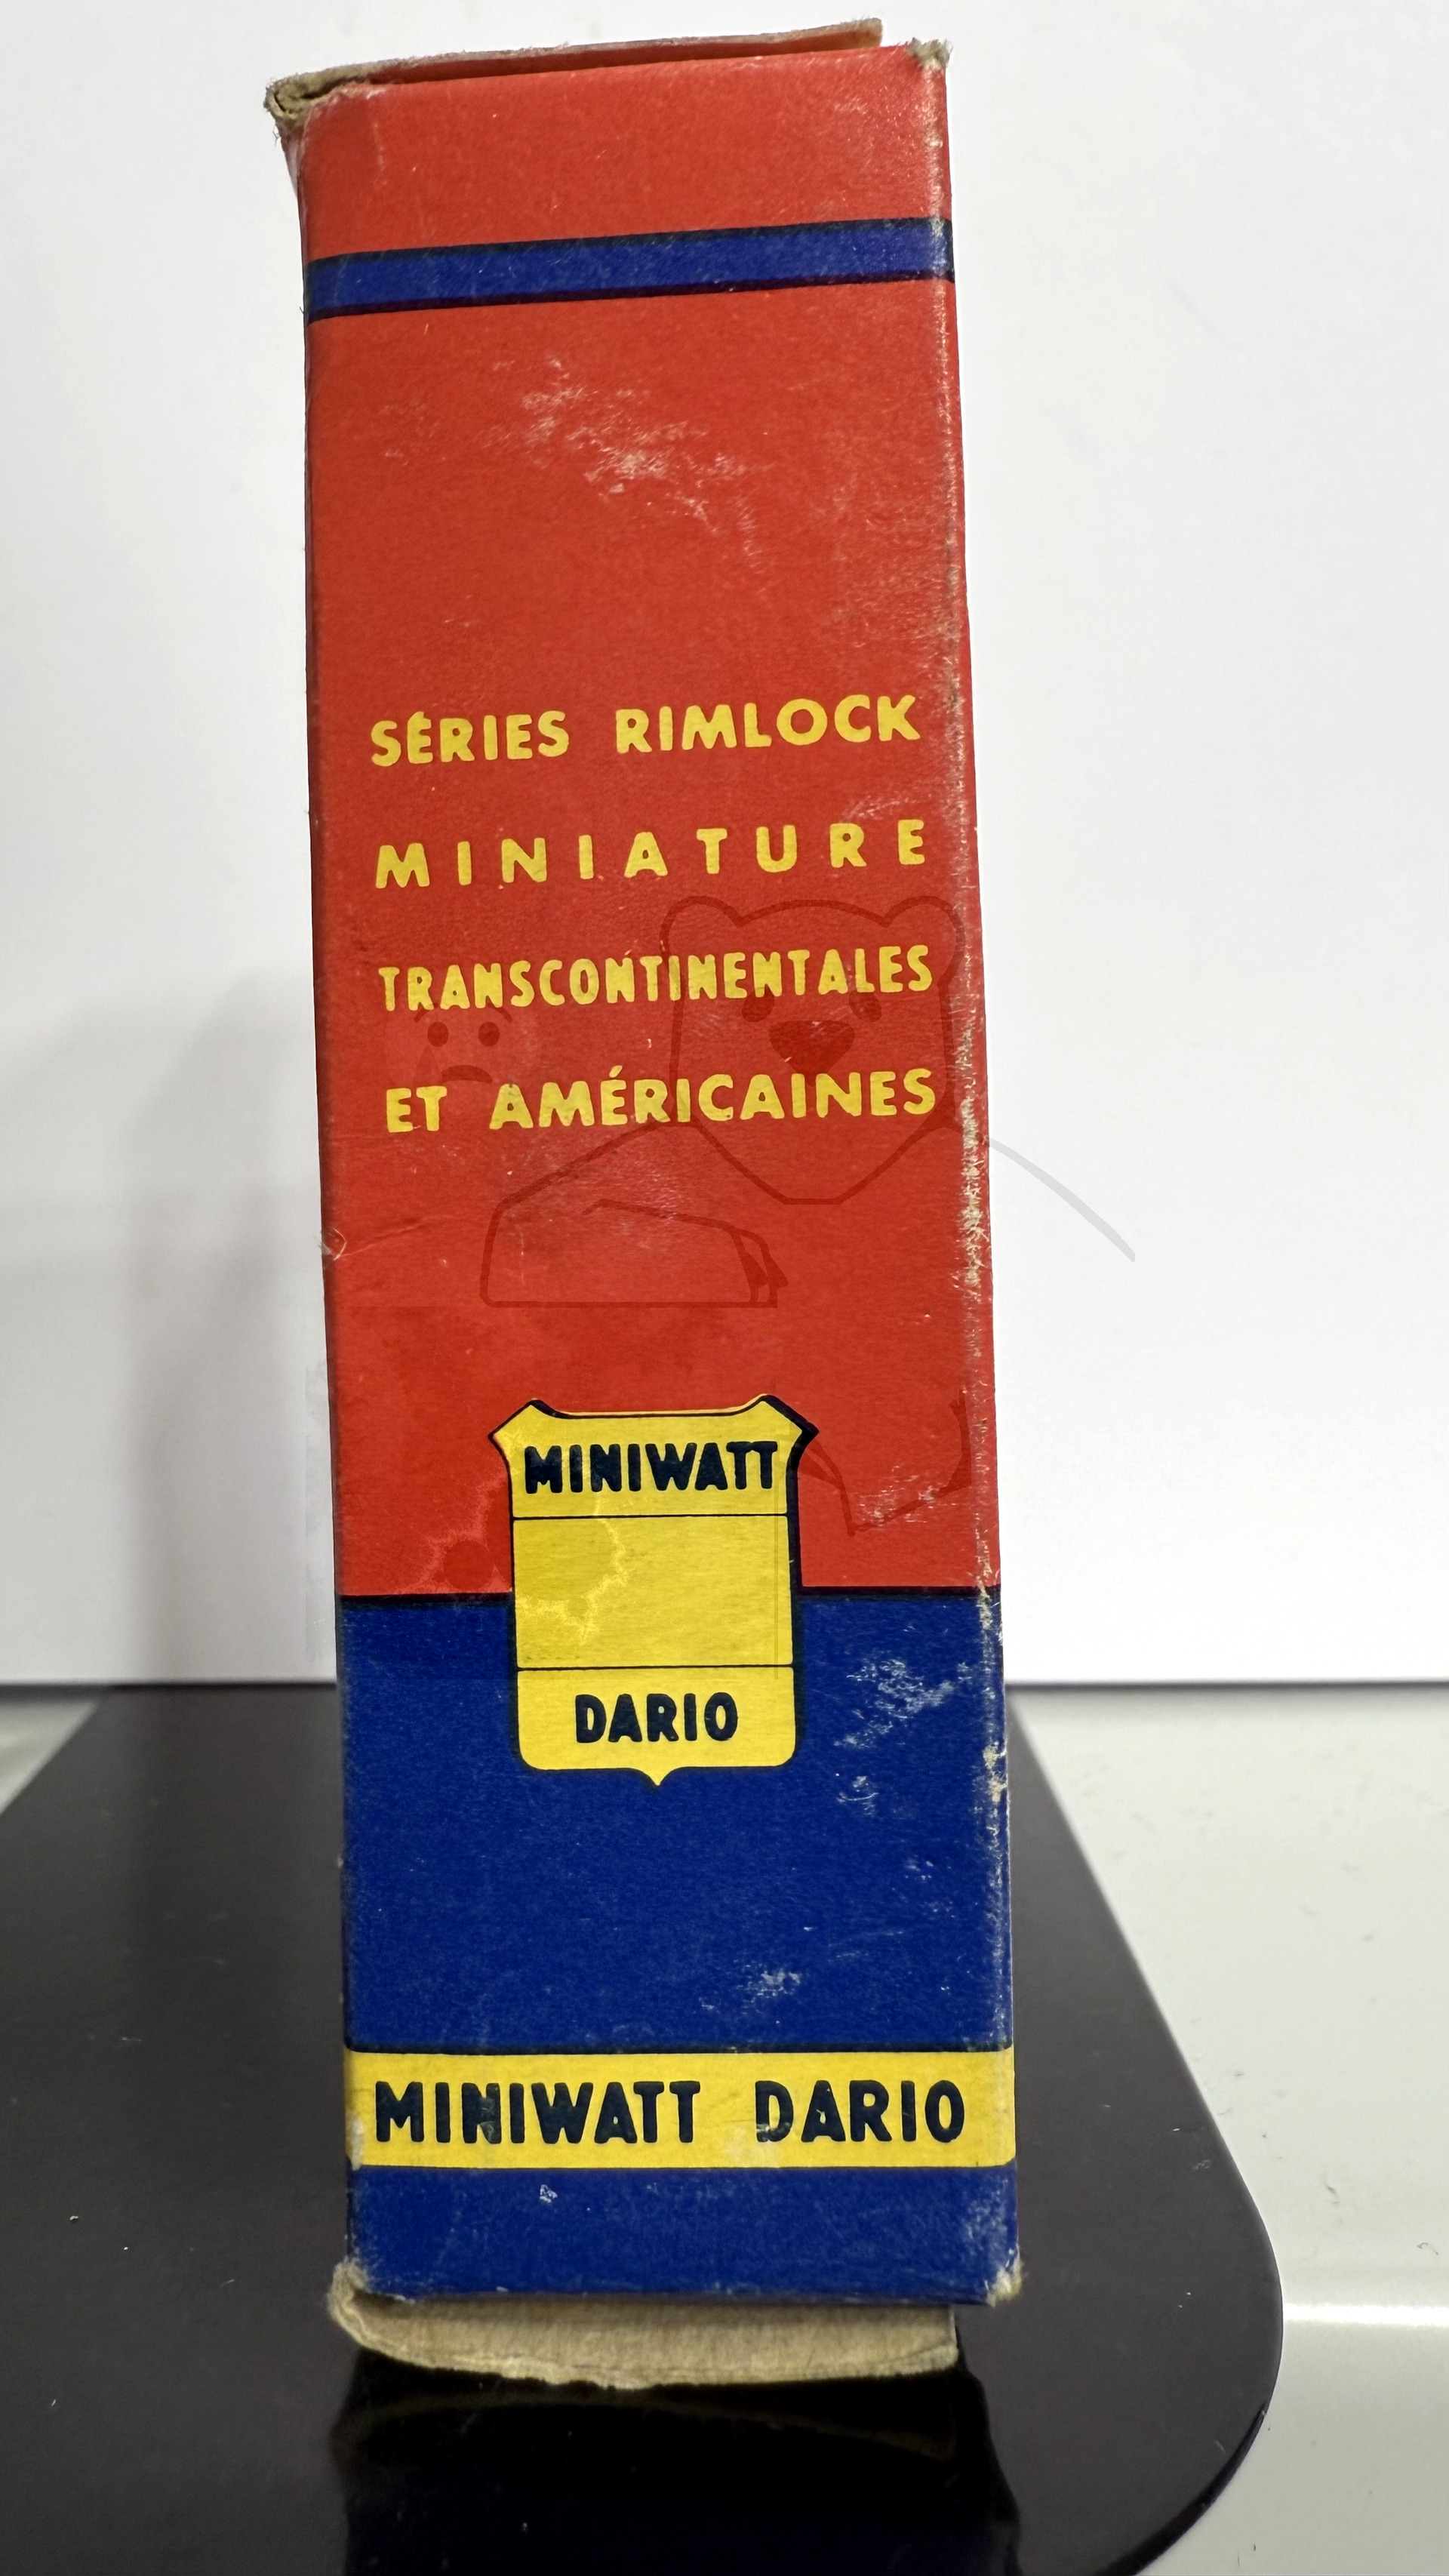 SÉRIES RIMLOCK
MINIATURE
TRANSCONTINENTALES
ET AMÉRICAINES
MINIWATT
DARIO
MINIWATT DARIO